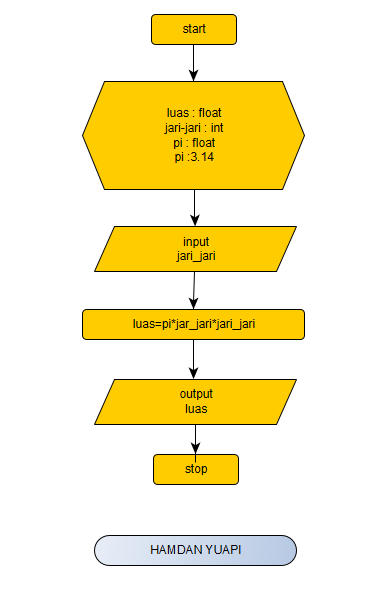 start
luas : float
jari-jari : int
pi : float
pi :3.14
input
jari_jari
luas=pi*jar_jari*jari_jari
output
luas
stop
HAMDAN YUAPI